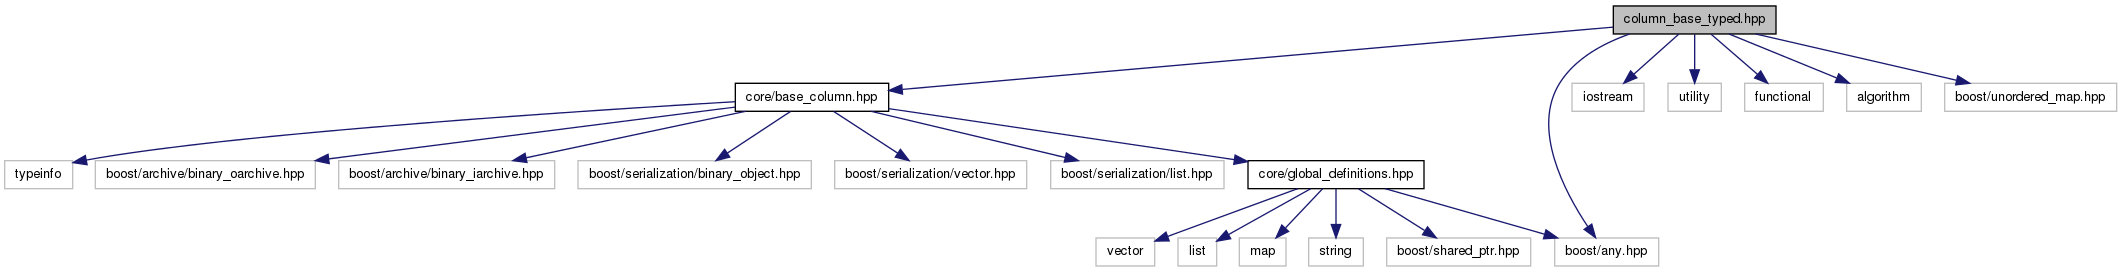 column_base_typed.hpp
core/base_column.hpp
iostream
utility
functional
algorithm
boost/unordered_map.hpp
typeinfo
boost/archive/binary_oarchive.hpp
boost/archive/binary_iarchive.hpp
boost/serialization/binary_object.hpp
boost/serialization/vector.hpp
boost/serialization/list.hpp
core/global_definitions.hpp
vector
list
map
string
boost/shared_ptr.hpp
boost/any.hpp